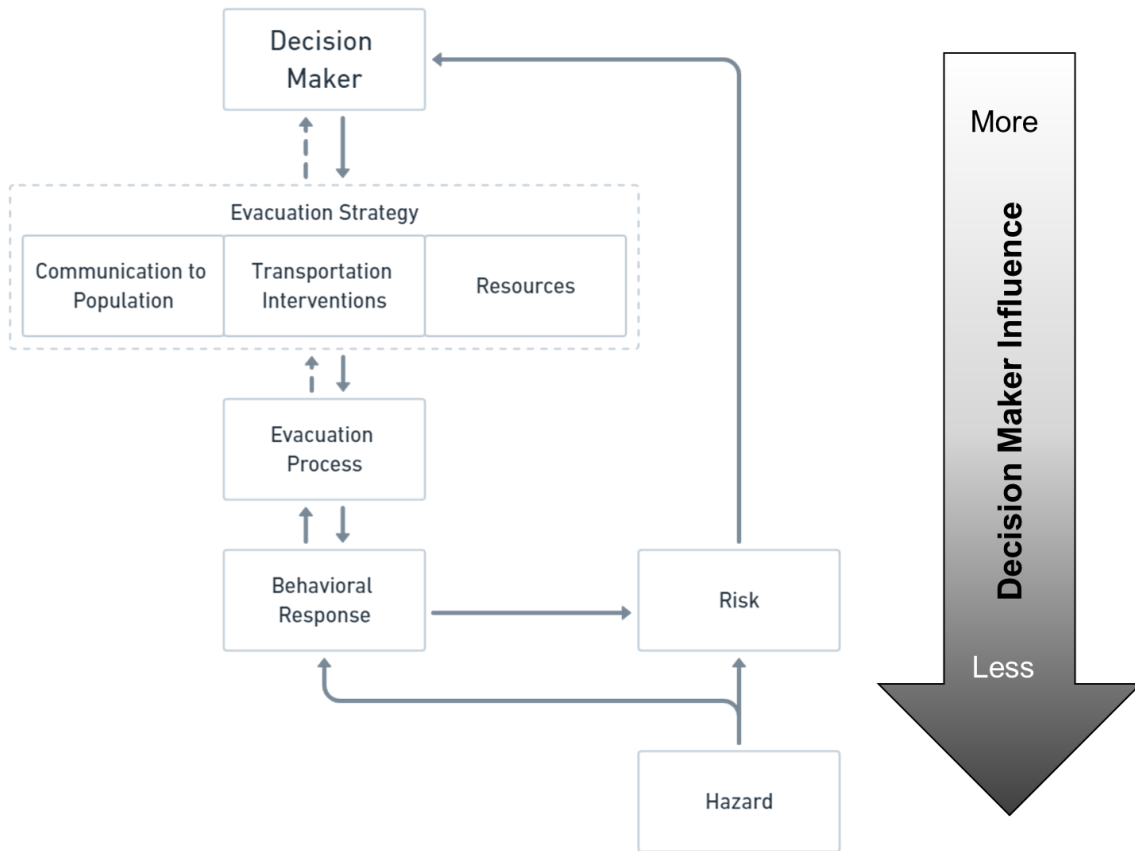 Decision
Maker
Evacuation Strategy
Communication to
Population
Transportation
Interventions
Resources
Evacuation
Process
Behavioral
Response
Risk
Hazard
More
Decision Maker Influence
Less